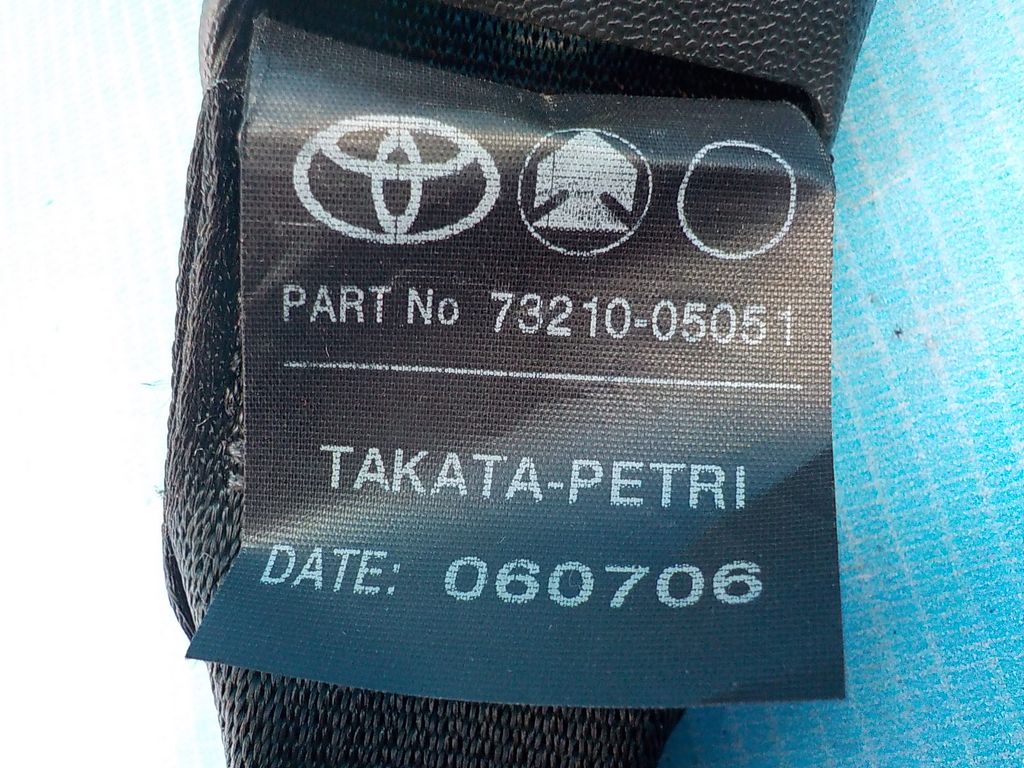 PART No 73210-05051
TAKATA-PETRI
DATE: 060706